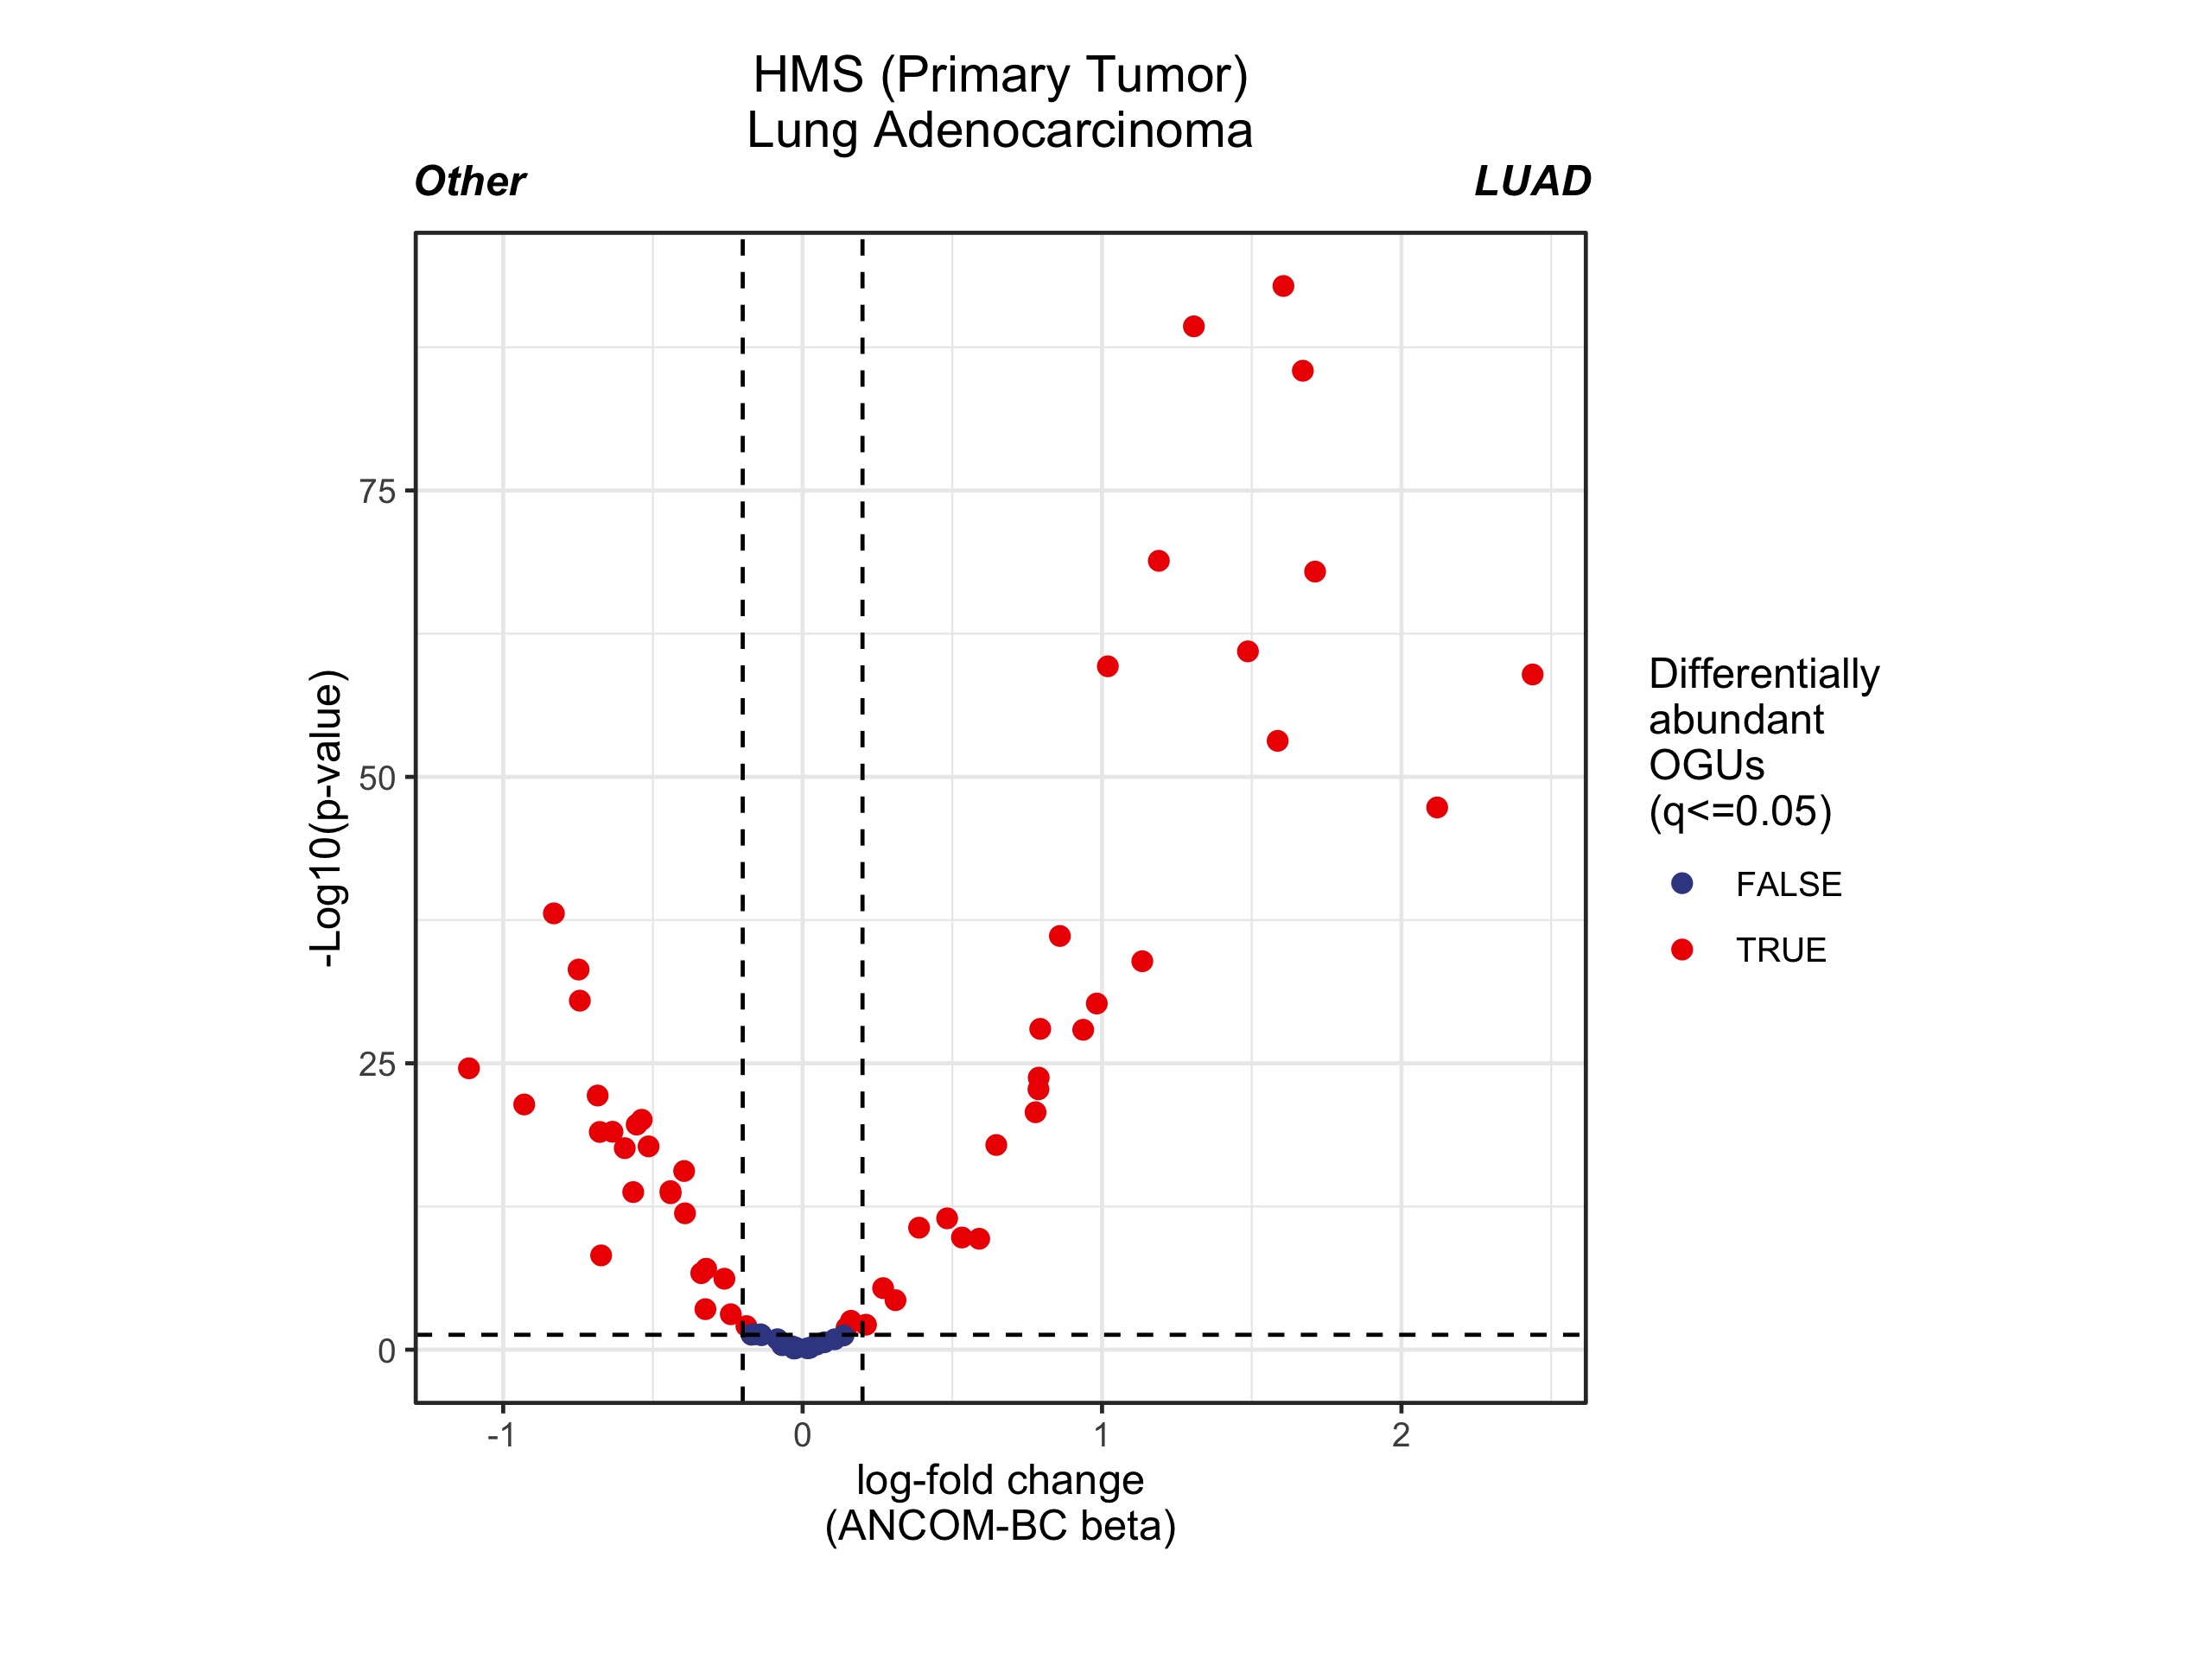 HMS (Primary Tumor)
Lung Adenocarcinoma
Other
LUAD
75
50
25
0
-Log10(p-value)
-1
0
1
2
log-fold change
(ANCOM-BC beta)
Differentially
abundant
OGUs
(q<=0.05)
FALSE
TRUE